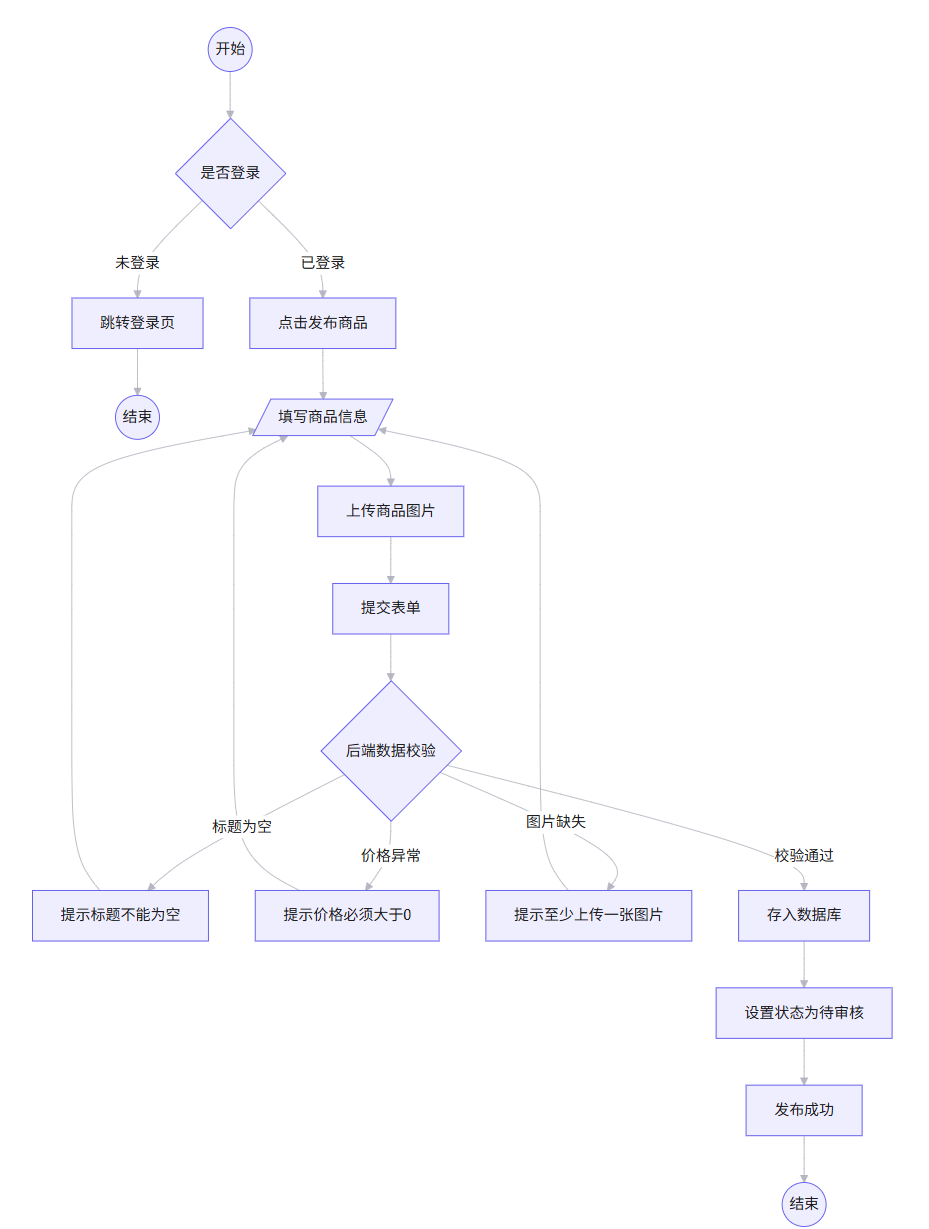 开始
是否登录
未登录
已登录
跳转登录页
点击发布商品
结束
填写商品信息
上传商品图片
提交表单
后端数据校验
标题为空
价格异常
图片缺失
校验通过
提示标题不能为空
提示价格必须大于0
提示至少上传一张图片
存入数据库
设置状态为待审核
发布成功
结束